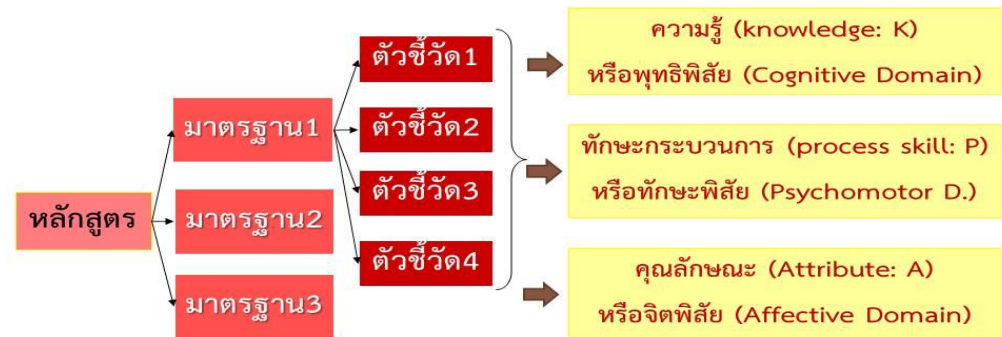 หลักสูตร
มาตรฐาน1
มาตรฐาน2
มาตรฐาน3
ตัวชี้วัด1
ตัวชี้วัด2
ตัวชี้วัด3
ตัวชี้วัด4
ความรู้ (knowledge: K)
หรือพุทธิพิสัย (Cognitive Domain)
ทักษะกระบวนการ (process skill: P)
หรือทักษะพิสัย (Psychomotor D.)
คุณลักษณะ (Attribute: A)
หรือจิตพิสัย (Affective Domain)